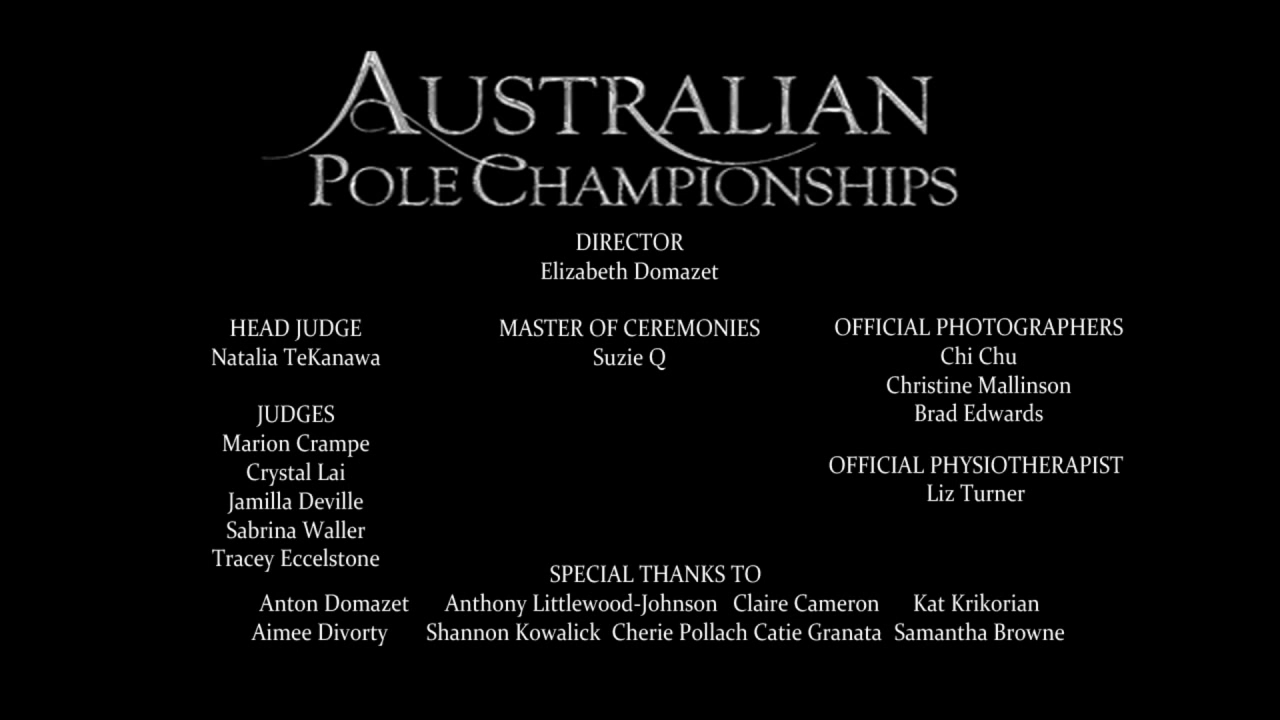 AUSTRALIAN
POLE CHAMPIONSHIPS
DIRECTOR
Elizabeth Domazet
HEAD JUDGE
Natalia TeKanawa
JUDGES
Marion Crampe
Crystal Lai
Jamilla Deville
Sabrina Waller
Tracey Eccelstone
MASTER OF CEREMONIES
Suzie Q
OFFICIAL PHOTOGRAPHERS
Chi Chu
Christine Mallinson
Brad Edwards
OFFICIAL PHYSIOTHERAPIST
Liz Turner
SPECIAL THANKS TO
Anton Domazet Anthony Littlewood-Johnson Claire Cameron Kat Krikorian
Aimee Divorty Shannon Kowalick Cherie Pollach Catie Granata Samantha Browne